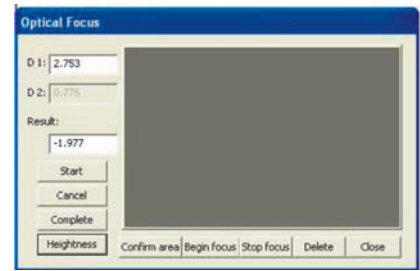 Optical Focus
D 1: 2.753
D 2: 0.776
Result:
-1.977
Start
Cancel
Complete
Heightness
Confirm area Begin focus Stop focus Delete Close